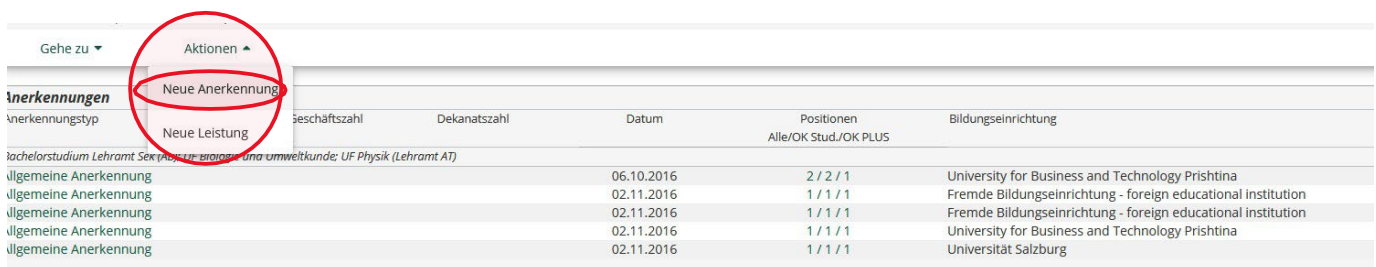 Gehe zu Aktionen
Neue Anerkennung
Anerkennungen
Anerkennungstyp Geschäftszahl Dekanatszahl Datum Positionen Bildungseinrichtung
Neue Leistung
Alle/OK Stud./OK PLUS
Bachelorstudium Lehramt Sek (AB); UF Biologie und Umweltkunde; UF Physik (Lehramt AT)
Allgemeine Anerkennung 06.10.2016 2 / 2 / 1 University for Business and Technology Prishtina
Allgemeine Anerkennung 02.11.2016 1 / 1 / 1 Fremde Bildungseinrichtung - foreign educational institution
Allgemeine Anerkennung 02.11.2016 1 / 1 / 1 Fremde Bildungseinrichtung - foreign educational institution
Allgemeine Anerkennung 02.11.2016 1 / 1 / 1 University for Business and Technology Prishtina
Allgemeine Anerkennung 02.11.2016 1 / 1 / 1 Universität Salzburg